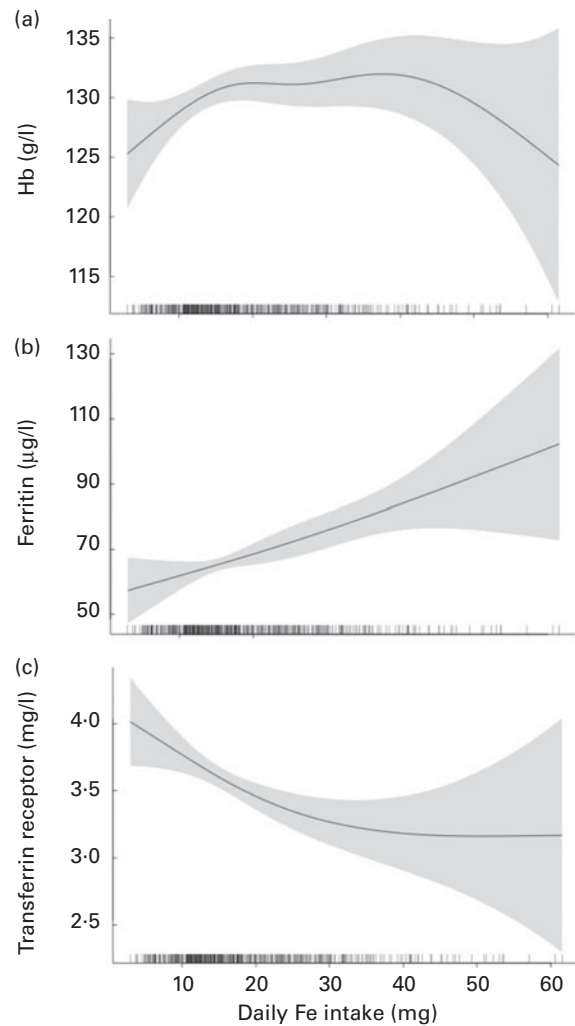 (a)
135
130
125
120
115
Hb (g/l)
(b)
130
110
90
70
50
Ferritin (μg/l)
(c)
4·0
3·5
3·0
2·5
Transferrin receptor (mg/l)
10 20 30 40 50 60
Daily Fe intake (mg)